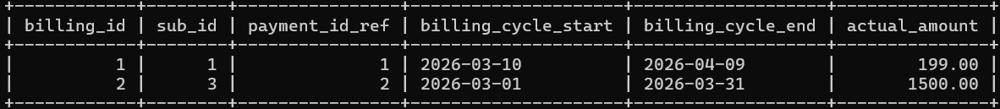 +------------+--------+----------------+---------------------+-------------------+---------------+
| billing_id | sub_id | payment_id_ref | billing_cycle_start | billing_cycle_end | actual_amount |
+------------+--------+----------------+---------------------+-------------------+---------------+
|          1 |      1 |              1 | 2026-03-10          | 2026-04-09        |        199.00 |
|          2 |      3 |              2 | 2026-03-01          | 2026-03-31        |       1500.00 |
+------------+--------+----------------+---------------------+-------------------+---------------+